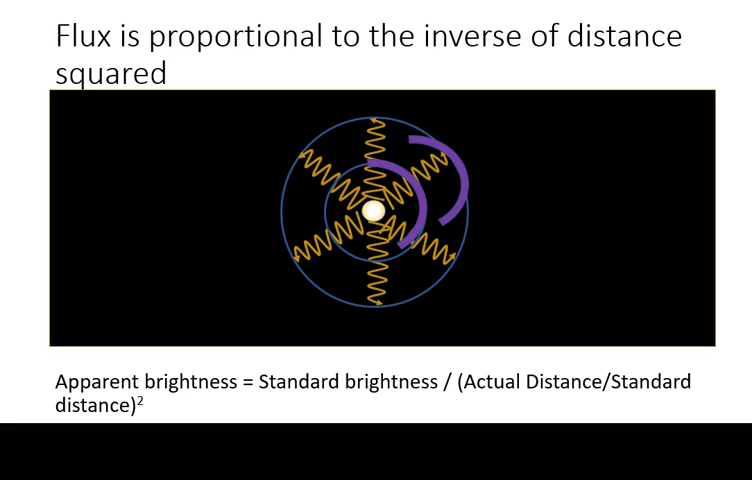 Flux is proportional to the inverse of distance
squared
Apparent brightness = Standard brightness / (Actual Distance/Standard
distance)²